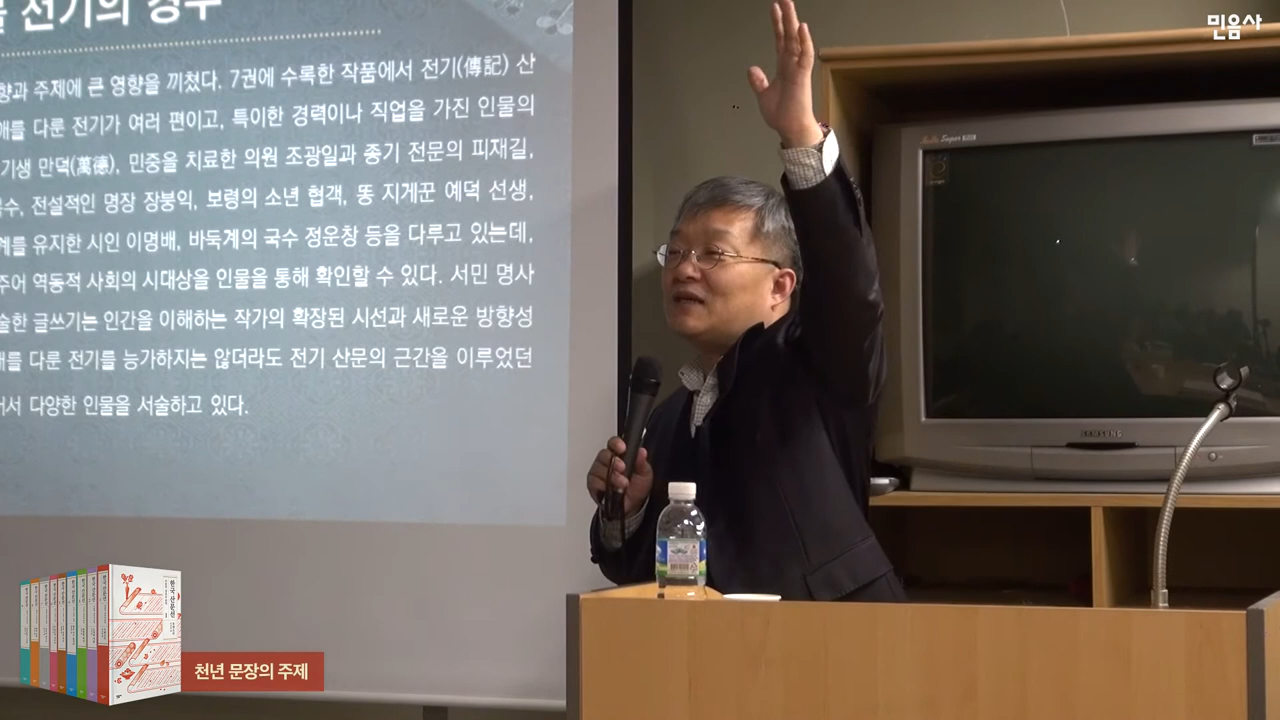 전기의 경우
향과 주제에 큰 영향을 끼쳤다. 7권에 수록한 작품에서 전기(傳記) 산
애를 다룬 전기가 여러 편이고, 특이한 경력이나 직업을 가진 인물의
기생 만덕(萬德), 민중을 치료한 의원 조광일과 종기 전문의 피재길,
전설적인 명장 장붕익, 보령의 소년 협객, 똥 지게꾼 예덕 선생,
계를 유지한 시인 이명배, 바둑계의 국수 정운창 등을 다루고 있는데,
주어 역동적 사회의 시대상을 인물을 통해 확인할 수 있다. 서민 명사
술한 글쓰기는 인간을 이해하는 작가의 확장된 시선과 새로운 방향성
애를 다룬 전기를 능가하지는 않더라도 전기 산문의 근간을 이루었던
어서 다양한 인물을 서술하고 있다.
민음사
SAMSUNG
한국 산문선
천년 문장의 주제